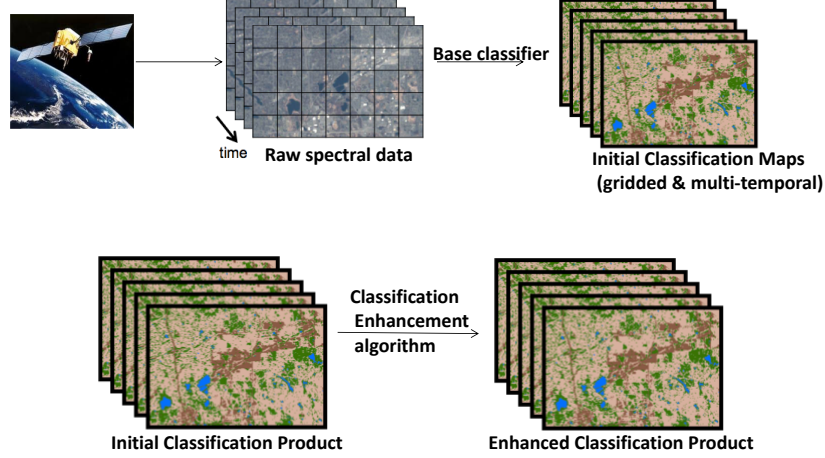 Base classifier
time
Raw spectral data
Initial Classification Maps
(gridded & multi-temporal)
Classification
Enhancement
algorithm
Initial Classification Product
Enhanced Classification Product